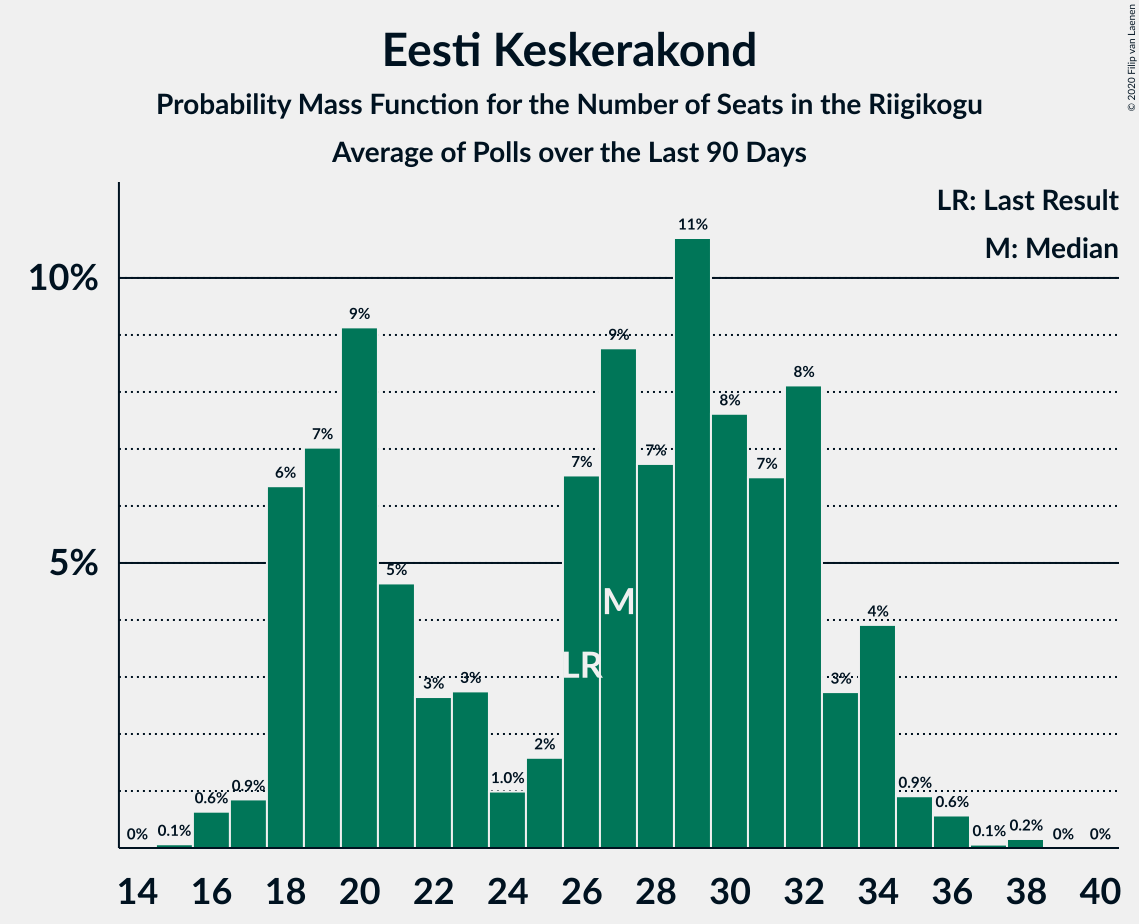 Eesti Keskerakond
Probability Mass Function for the Number of Seats in the Riigikogu
Average of Polls over the Last 90 Days
© 2020 Filip van Laenen
LR: Last Result
M: Median
10%
5%
0% 0.1% 0.6% 0.9% 6% 7% 9% 5% 3% 3% 1.0% 2% 7% 9% 7% 11% 8% 7% 8% 3% 4% 0.9% 0.6% 0.1% 0.2% 0% 0%
M
LR
14 16 18 20 22 24 26 28 30 32 34 36 38 40